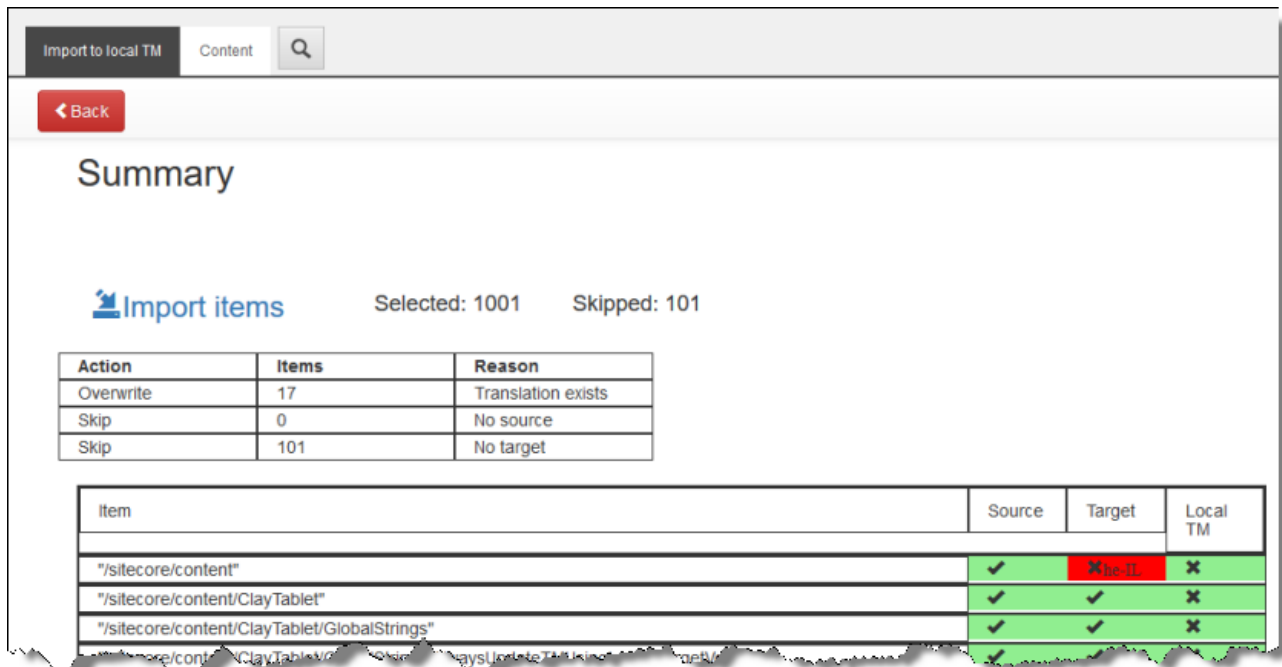 Import to local TM Content
Back
Summary
Import items Selected: 1001 Skipped: 101
Action Items Reason
Overwrite 17 Translation exists
Skip 0 No source
Skip 101 No target
Item Source Target Local TM
"/sitecore/content" he-IL
"/sitecore/content/ClayTablet"
"/sitecore/content/ClayTablet/GlobalStrings"